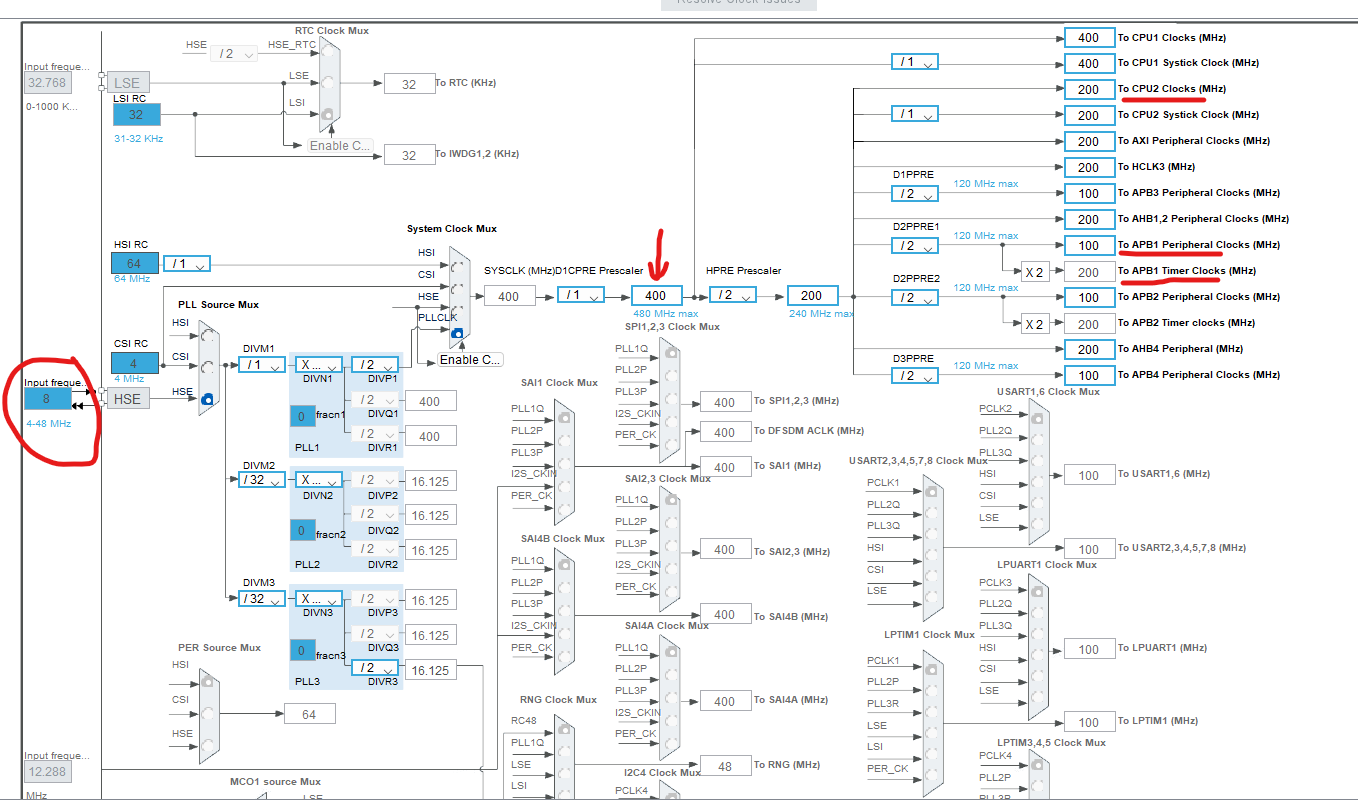 Resolve Clock Issues
RTC Clock Mux
HSE
/ 2
HSE_RTC
Input freque...
32.768
0-1000 K...
LSE
LSE
32
To RTC (KHz)
LSI RC
32
31-32 KHz
LSI
Enable C...
32
To IWDG1,2 (KHz)
400
To CPU1 Clocks (MHz)
/ 1
400
To CPU1 Systick Clock (MHz)
200
To CPU2 Clocks (MHz)
/ 1
200
To CPU2 Systick Clock (MHz)
200
To AXI Peripheral Clocks (MHz)
200
To HCLK3 (MHz)
D1PPRE
/ 2
120 MHz max
100
To APB3 Peripheral Clocks (MHz)
200
To AHB1,2 Peripheral Clocks (MHz)
D2PPRE1
/ 2
120 MHz max
100
To APB1 Peripheral Clocks (MHz)
X 2
200
To APB1 Timer Clocks (MHz)
D2PPRE2
/ 2
120 MHz max
100
To APB2 Peripheral Clocks (MHz)
X 2
200
To APB2 Timer clocks (MHz)
200
To AHB4 Peripheral (MHz)
D3PPRE
/ 2
100
To APB4 Peripheral Clocks (MHz)
System Clock Mux
HSI RC
64
64 MHz
/ 1
HSI
CSI
HSE
PLLCLK
Enable C...
SYSCLK (MHz)
400
D1CPRE Prescaler
/ 1
400
480 MHz max
HPRE Prescaler
/ 2
200
240 MHz max
PLL Source Mux
HSI
CSI RC
4
4 MHz
CSI
Input freque...
8
4-48 MHz
HSE
HSE
DIVM1
/ 1
X ...
DIVN1
/ 2
DIVP1
0
fracn1
/ 2
DIVQ1
400
/ 2
DIVR1
400
PLL1
DIVM2
/ 32
X ...
DIVN2
/ 2
DIVP2
16.125
0
fracn2
/ 2
DIVQ2
16.125
/ 2
DIVR2
16.125
PLL2
DIVM3
/ 32
X ...
DIVN3
/ 2
DIVP3
16.125
0
fracn3
/ 2
DIVQ3
16.125
/ 2
DIVR3
16.125
PLL3
PER Source Mux
HSI
CSI
HSE
64
Input freque...
12.288
MHz
MCO1 source Mux
LSE
SPI1,2,3 Clock Mux
PLL1Q
PLL2P
PLL3P
I2S_CKIN
PER_CK
400
To SPI1,2,3 (MHz)
400
To DFSDM ACLK (MHz)
SAI1 Clock Mux
PLL1Q
PLL2P
PLL3P
I2S_CKIN
PER_CK
400
To SAI1 (MHz)
SAI2,3 Clock Mux
PLL1Q
PLL2P
PLL3P
I2S_CKIN
PER_CK
400
To SAI2,3 (MHz)
SAI4B Clock Mux
PLL1Q
PLL2P
PLL3P
I2S_CKIN
PER_CK
400
To SAI4B (MHz)
SAI4A Clock Mux
PLL1Q
PLL2P
PLL3P
I2S_CKIN
PER_CK
400
To SAI4A (MHz)
RNG Clock Mux
RC48
PLL1Q
LSE
LSI
48
To RNG (MHz)
I2C4 Clock Mux
PCLK4
USART1,6 Clock Mux
PCLK2
PLL2Q
PLL3Q
HSI
CSI
LSE
100
To USART1,6 (MHz)
USART2,3,4,5,7,8 Clock Mux
PCLK1
PLL2Q
PLL3Q
HSI
CSI
LSE
100
To USART2,3,4,5,7,8 (MHz)
LPUART1 Clock Mux
PCLK3
PLL2Q
PLL3Q
HSI
CSI
LSE
100
To LPUART1 (MHz)
LPTIM1 Clock Mux
PCLK1
PLL2P
PLL3R
LSE
LSI
PER_CK
100
To LPTIM1 (MHz)
LPTIM3,4,5 Clock Mux
PCLK4
PLL2P